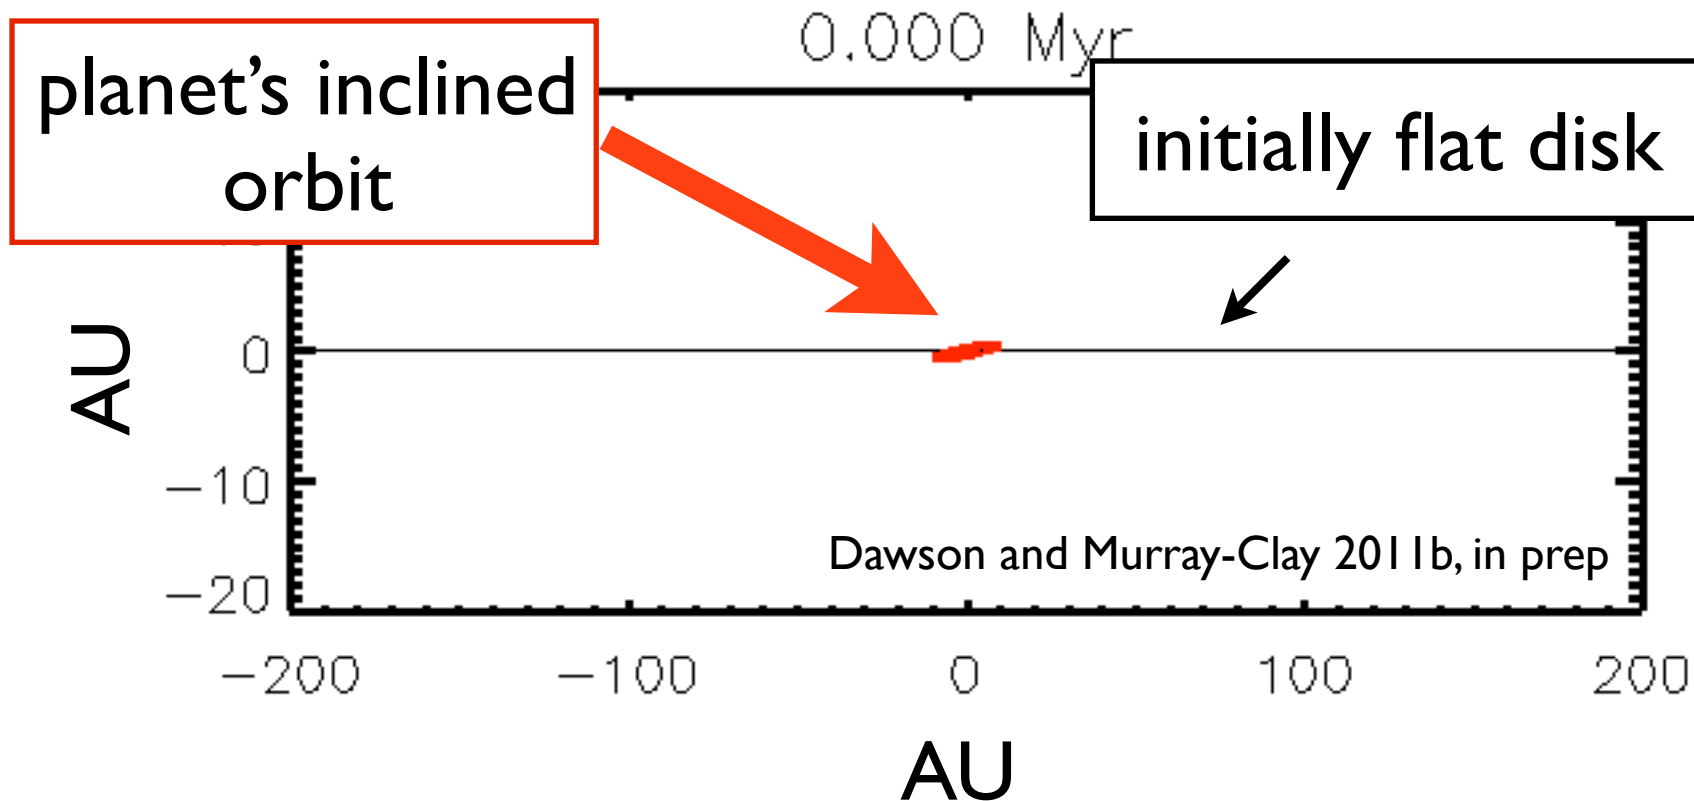 0.000 Myr
planet's inclined
orbit
initially flat disk
AU
0
−10
−20
Dawson and Murray-Clay 2011b, in prep
−200
−100
0
100
200
AU